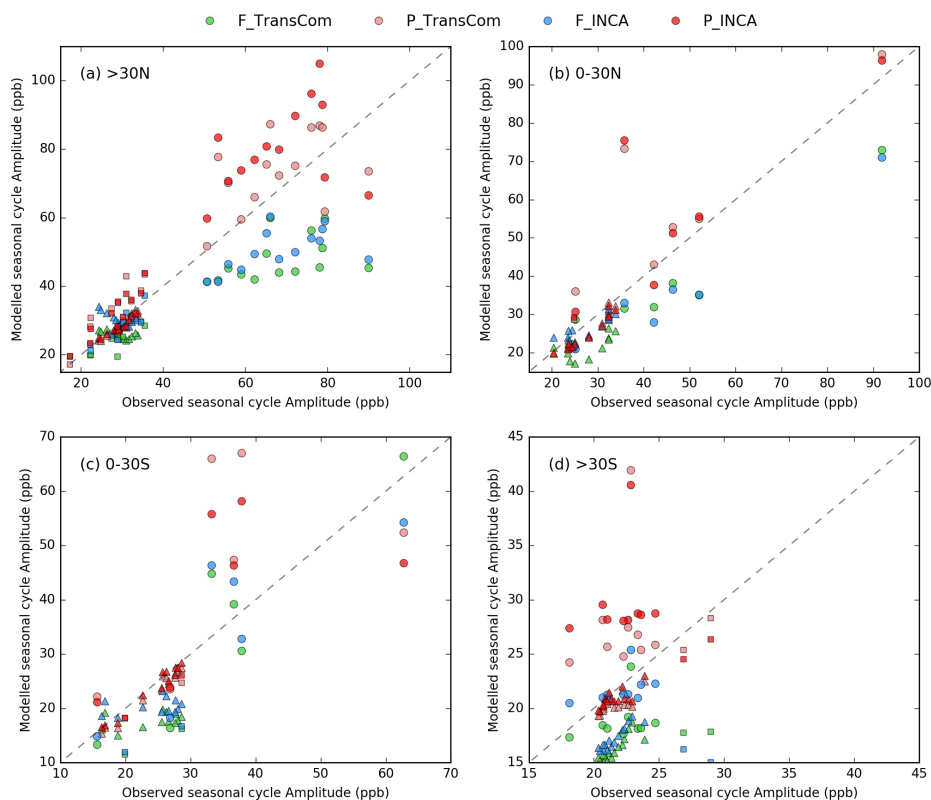 F_TransCom P_TransCom F_INCA P_INCA
(a) >30N
Modelled seasonal cycle Amplitude (ppb)
100
80
60
40
20
20 40 60 80 100
Observed seasonal cycle Amplitude (ppb)
(b) 0-30N
Modelled seasonal cycle Amplitude (ppb)
100
90
80
70
60
50
40
30
20
20 30 40 50 60 70 80 90 100
Observed seasonal cycle Amplitude (ppb)
(c) 0-30S
Modelled seasonal cycle Amplitude (ppb)
70
60
50
40
30
20
10
10 20 30 40 50 60 70
Observed seasonal cycle Amplitude (ppb)
(d) >30S
Modelled seasonal cycle Amplitude (ppb)
45
40
35
30
25
20
15
15 20 25 30 35 40 45
Observed seasonal cycle Amplitude (ppb)